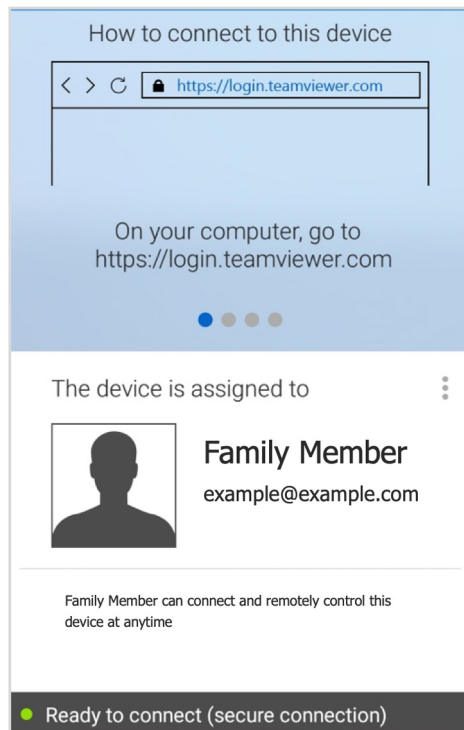 How to connect to this device
https://login.teamviewer.com
On your computer, go to
https://login.teamviewer.com
The device is assigned to
Family Member
example@example.com
Family Member can connect and remotely control this
device at anytime
Ready to connect (secure connection)